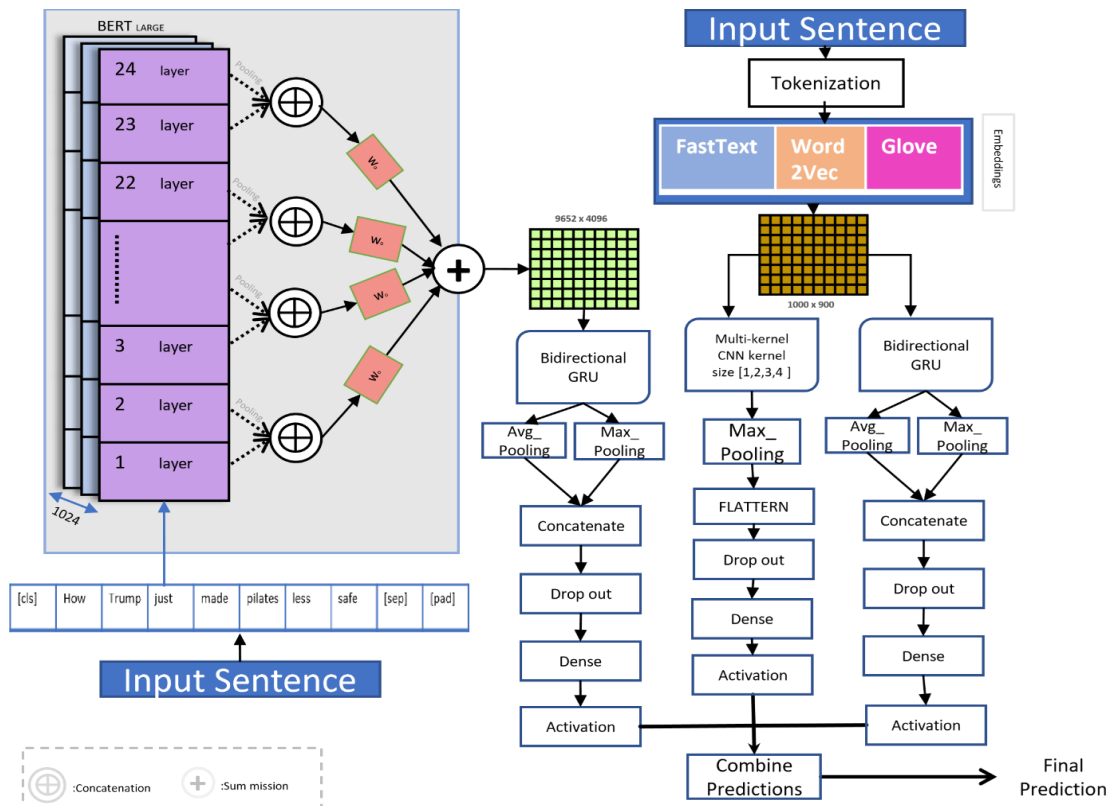 BERT LARGE
24 layer
23 layer
22 layer
3 layer
2 layer
1 layer
Pooling
Pooling
Pooling
Pooling
W₀
W₀
W₀
W₀
1024
[cls] How Trump just made pilates less safe [sep] [pad]
Input Sentence
:Concatenation
:Sum mission
9652 x 4096
Bidirectional
GRU
Avg_
Pooling
Max_
Pooling
Concatenate
Drop out
Dense
Activation
Input Sentence
Tokenization
FastText
Word
2Vec
Glove
Embeddings
1000 x 900
Multi-kernel
CNN kernel
size [1,2,3,4 ]
Max_
Pooling
FLATTERN
Drop out
Dense
Activation
Bidirectional
GRU
Avg_
Pooling
Max_
Pooling
Concatenate
Drop out
Dense
Activation
Combine
Predictions
Final
Prediction